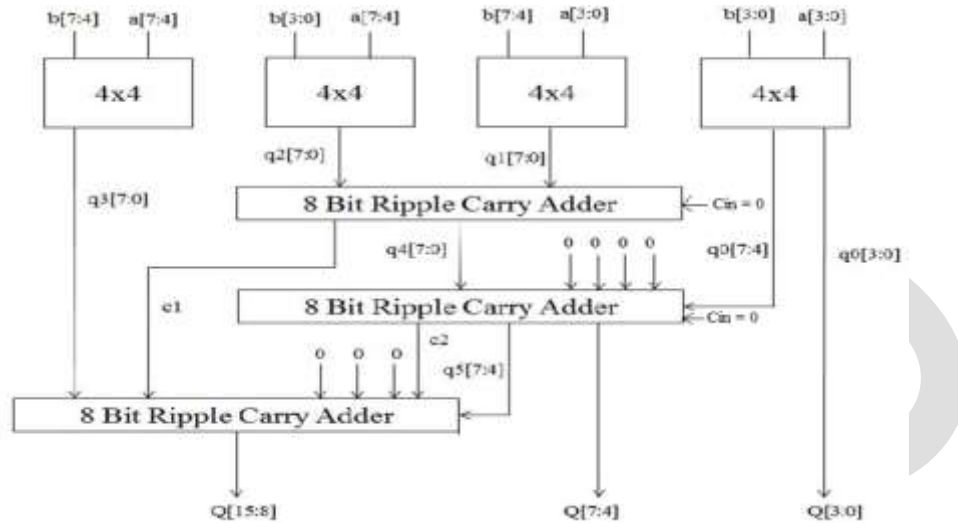 b[7:4] a[7:4] b[3:0] a[7:4] b[7:4] a[3:0] b[3:0] a[3:0]
4x4 4x4 4x4 4x4
q2[7:0] q1[7:0]
q3[7:0]
8 Bit Ripple Carry Adder
Cin = 0
q4[7:0] 0 0 0 0 q0[7:4] q0[3:0]
c1
8 Bit Ripple Carry Adder
Cin = 0
c2
0 0 0 q5[7:4]
8 Bit Ripple Carry Adder
Q[15:8] Q[7:4] Q[3:0]